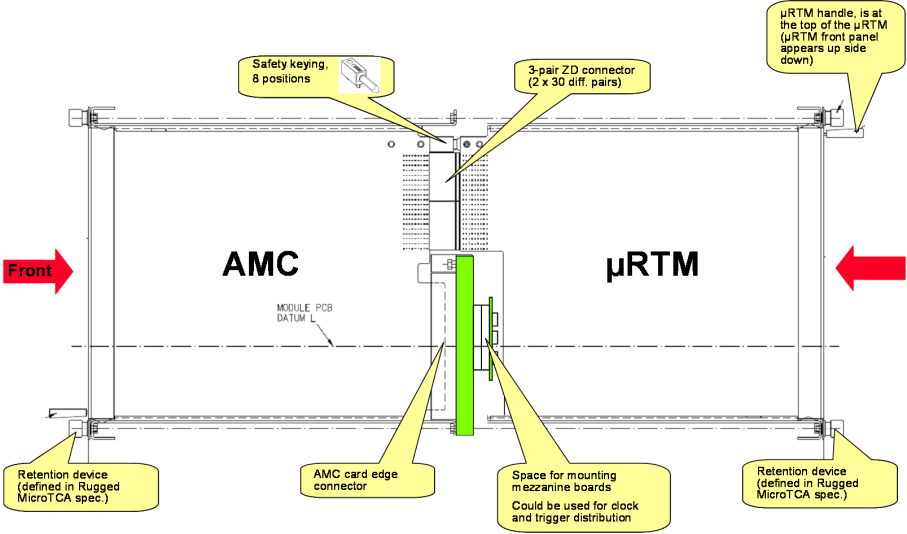 µRTM handle, is at
the top of the µRTM
(µRTM front panel
appears up side
down)
Safety keying,
8 positions
3-pair ZD connector
(2 x 30 diff. pairs)
AMC
µRTM
Front
MODULE PCB
DATUM L
Retention device
(defined in Rugged
MicroTCA spec.)
AMC card edge
connector
Space for mounting
mezzanine boards
Could be used for clock
and trigger distribution
Retention device
(defined in Rugged
MicroTCA spec.)